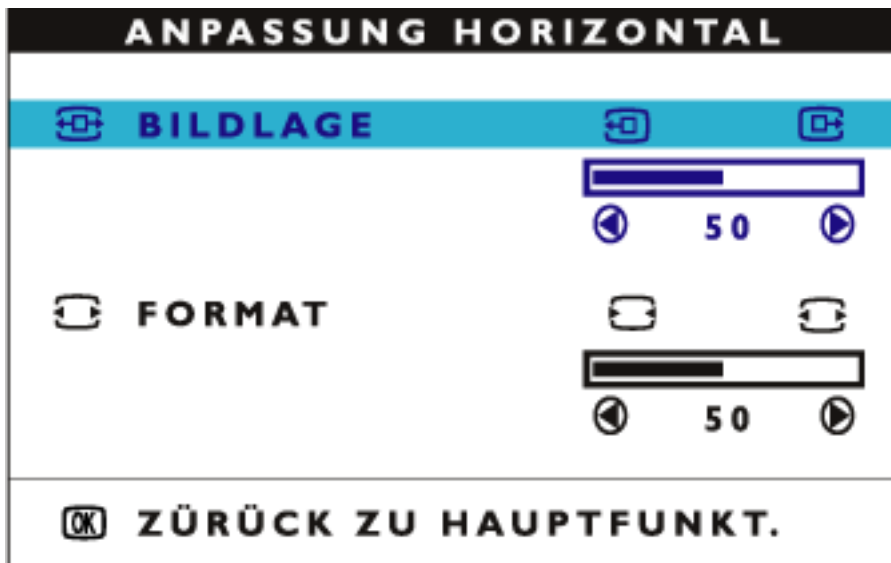 ANPASSUNG HORIZONTAL
BILDLAGE
50
FORMAT
50
OK ZÜRÜCK ZU HAUPTFUNKT.